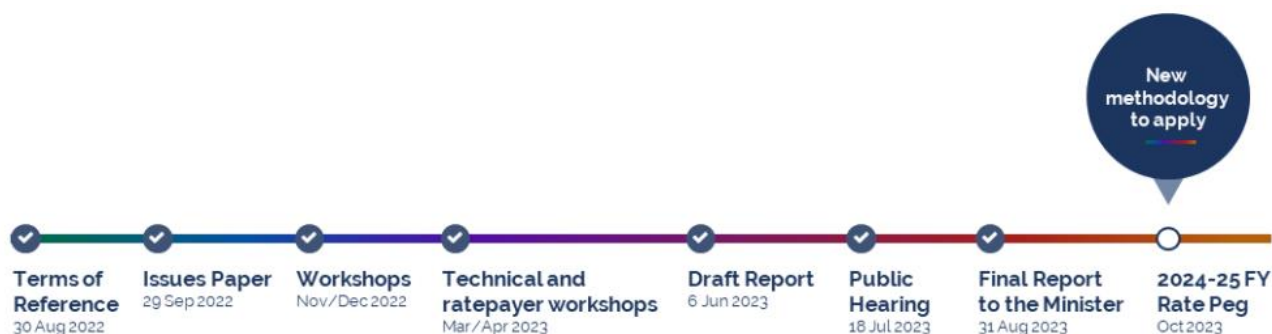 New
methodology
to apply
Terms of
Reference
30 Aug 2022
Issues Paper
29 Sep 2022
Workshops
Nov/Dec 2022
Technical and
ratepayer workshops
Mar/Apr 2023
Draft Report
6 Jun 2023
Public
Hearing
18 Jul 2023
Final Report
to the Minister
31 Aug 2023
2024-25 FY
Rate Peg
Oct 2023